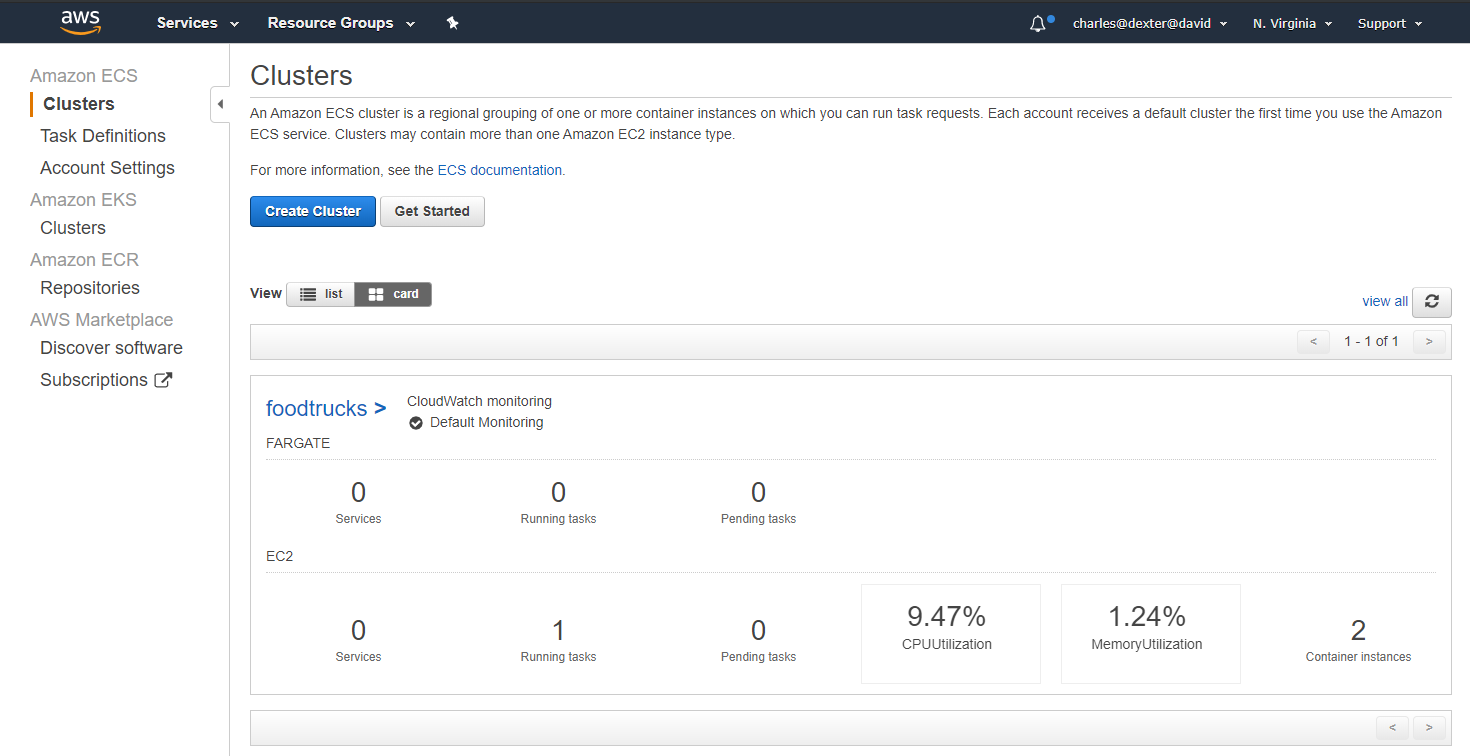 aws
Services
Resource Groups
charles@dexter@david
N. Virginia
Support
Amazon ECS
Clusters
Task Definitions
Account Settings
Amazon EKS
Clusters
Amazon ECR
Repositories
AWS Marketplace
Discover software
Subscriptions
Clusters
An Amazon ECS cluster is a regional grouping of one or more container instances on which you can run task requests. Each account receives a default cluster the first time you use the Amazon
ECS service. Clusters may contain more than one Amazon EC2 instance type.
For more information, see the ECS documentation.
Create Cluster
Get Started
View
list
card
view all
< 1 - 1 of 1 >
foodtrucks >
CloudWatch monitoring
Default Monitoring
FARGATE
0
Services
0
Running tasks
0
Pending tasks
EC2
0
Services
1
Running tasks
0
Pending tasks
9.47%
CPUUtilization
1.24%
MemoryUtilization
2
Container instances
< >